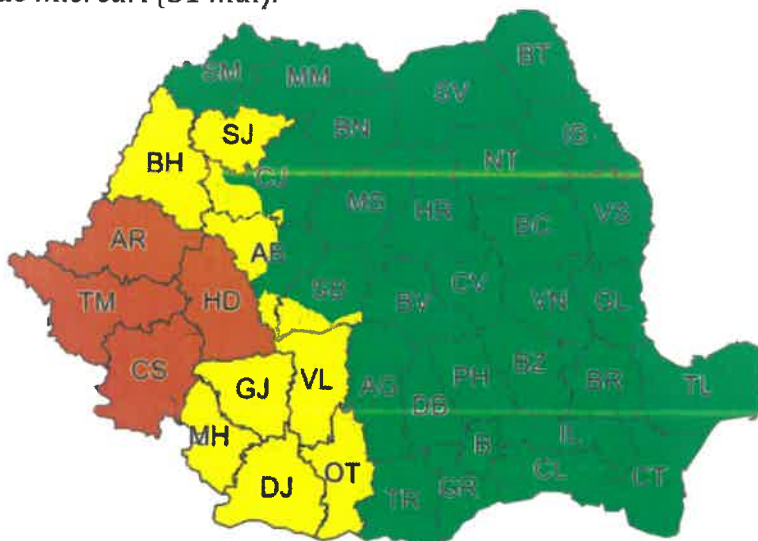 BT
SM MM SV
BN IS
SJ
BH NT
CJ
MS HR VS
BC
AR AB
TM HD SB BV CV VN GL
CS GJ VL AG PH BZ BR TL
DB
MH IL
OT CL CT
DJ TR GR